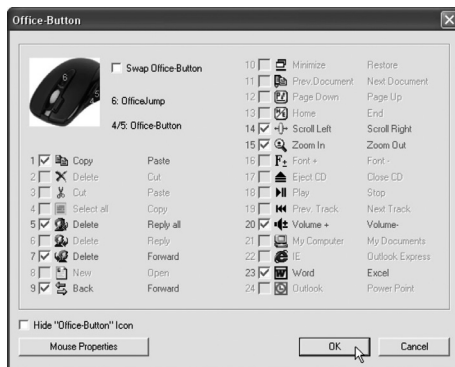 Office-Button
Swap Office-Button
6: OfficeJump
4/5: Office-Button
6
1 Copy Paste
2 Delete Cut
3 Cut Paste
4 Select all Copy
5 Delete Reply all
6 Delete Reply
7 Delete Forward
8 New Open
9 Back Forward
10 Minimize Restore
11 Prev.Document Next Document
12 Page Down Page Up
13 Home End
14 Scroll Left Scroll Right
15 Zoom In Zoom Out
16 Font + Font -
17 Eject CD Close CD
18 Play Stop
19 Prev. Track Next Track
20 Volume + Volume-
21 My Computer My Documents
22 IE Outlook Express
23 Word Excel
24 Outlook Power Point
Hide "Office-Button" Icon
Mouse Properties OK Cancel